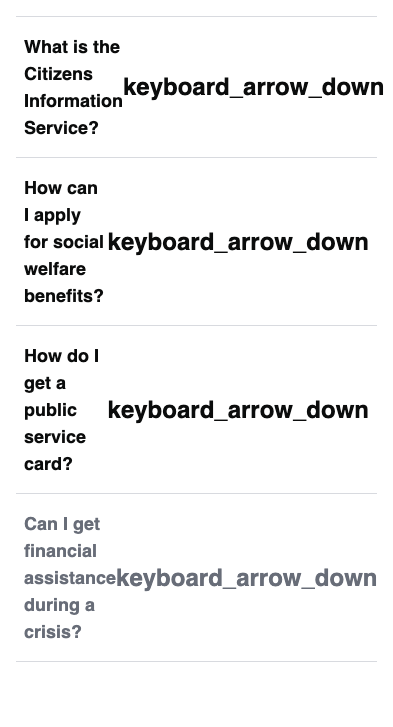 What is the
Citizens
Information keyboard_arrow_down
Service?
How can
I apply
for social keyboard_arrow_down
welfare
benefits?
How do I
get a
public keyboard_arrow_down
service
card?
Can I get
financial
assistance keyboard_arrow_down
during a
crisis?